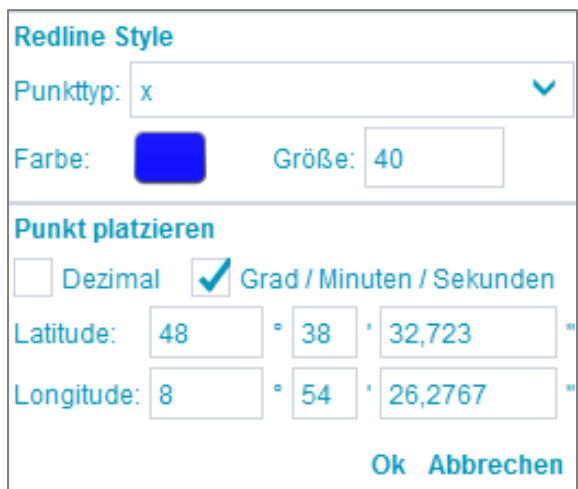 Redline Style
Punkttyp: x
Farbe: Größe: 40
Punkt platzieren
Dezimal Grad / Minuten / Sekunden
Latitude: 48 ° 38 ' 32,723 "
Longitude: 8 ° 54 ' 26,2767 "
Ok Abbrechen